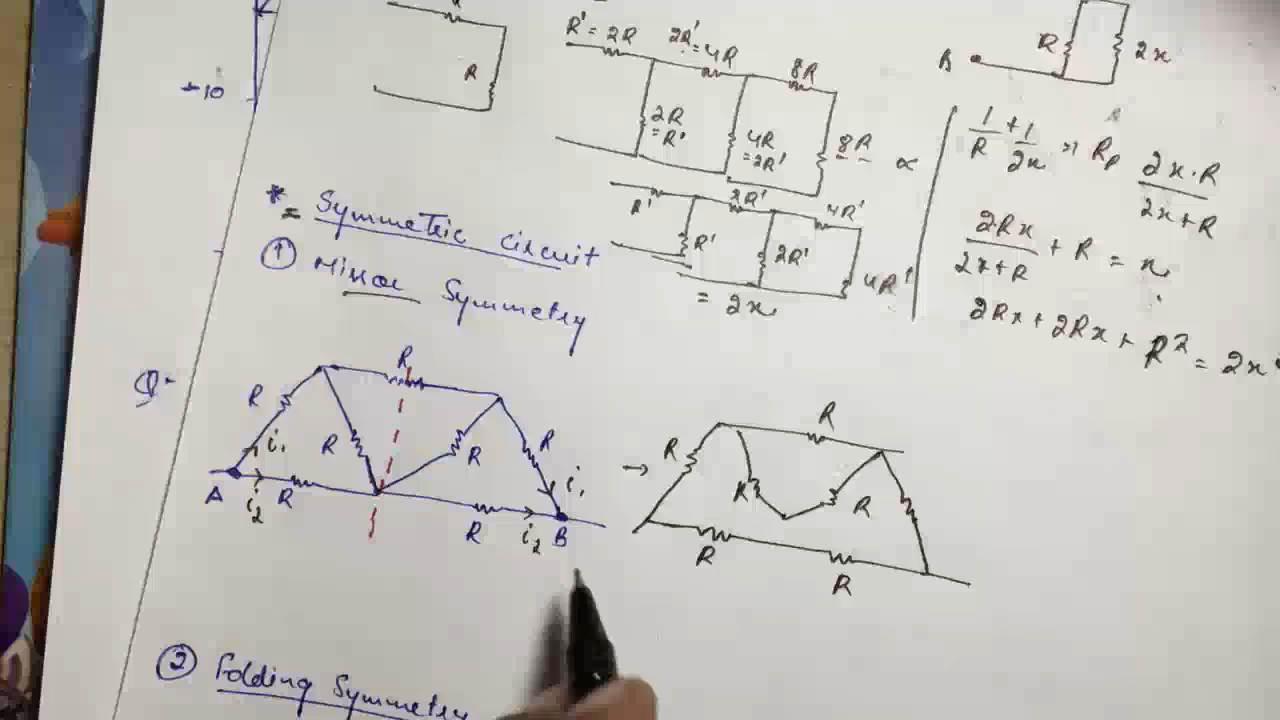 +10
R
R' = 2R
2R' = 4R
8R
2R = R'
4R = 2R'
8R
∝
R'
2R'
4R'
R'
2R'
4R'
= 2x
B
R
2x
1/R + 1/2x ⇒ Rp 2x·R/2x+R
2Rx/2x+R + R = x
2Rx + 2Rx + R² = 2x
* = Symmetric circuit
① Mirror Symmetry
Q·
R
R
R
R
R
i₁
i₁
A
i₂
R
R
i₂
B
→
R
R
R
R
R
R
② Folding Symmetry